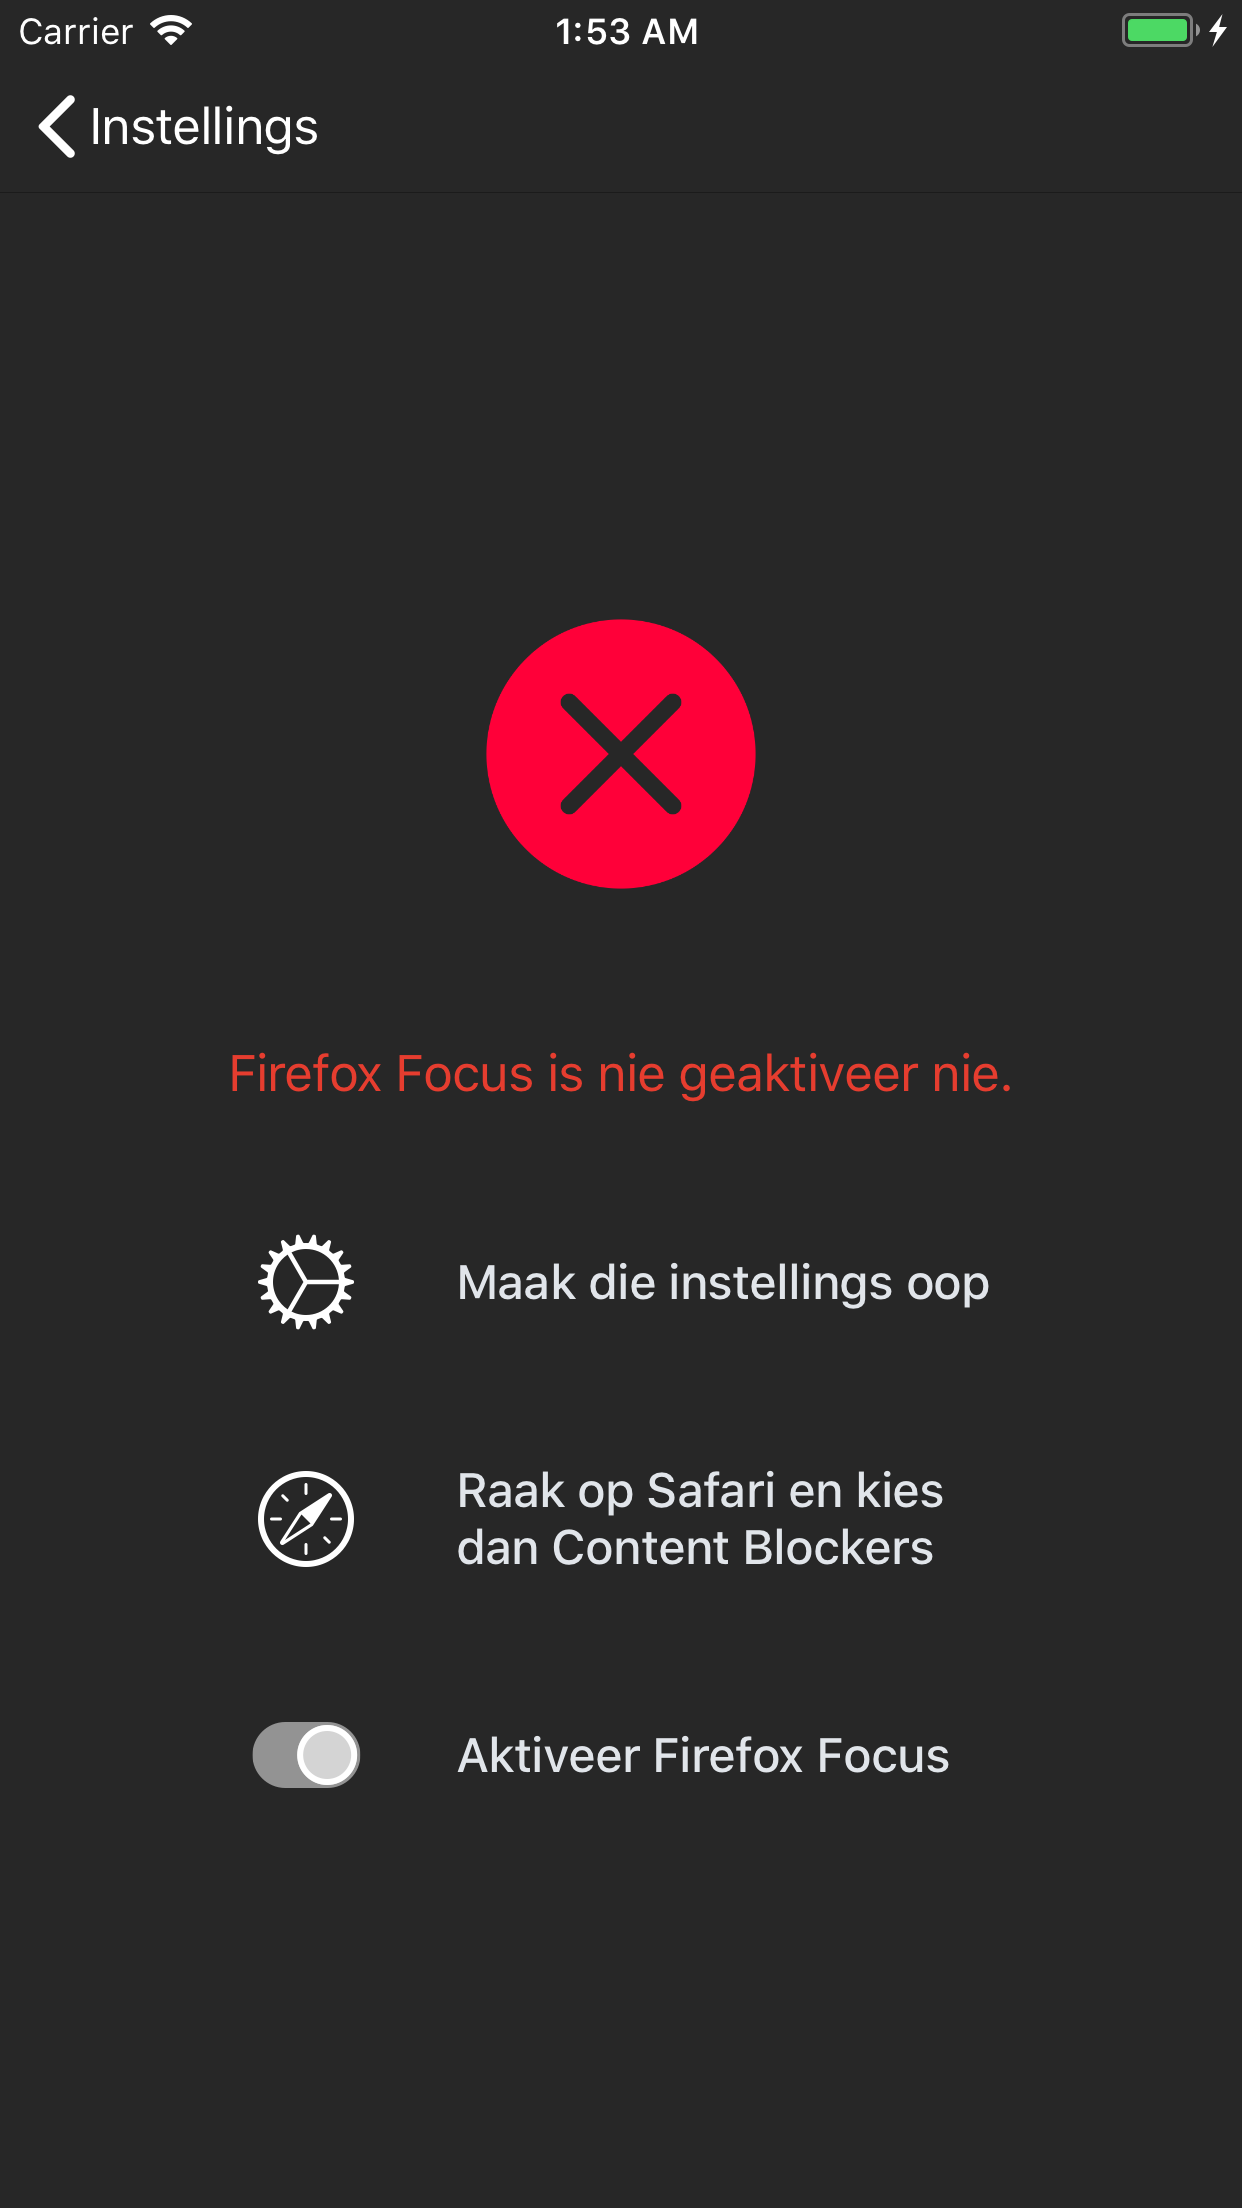 Carrier
1:53 AM
Instellings
Firefox Focus is nie geaktiveer nie.
Maak die instellings oop
Raak op Safari en kies
dan Content Blockers
Aktiveer Firefox Focus